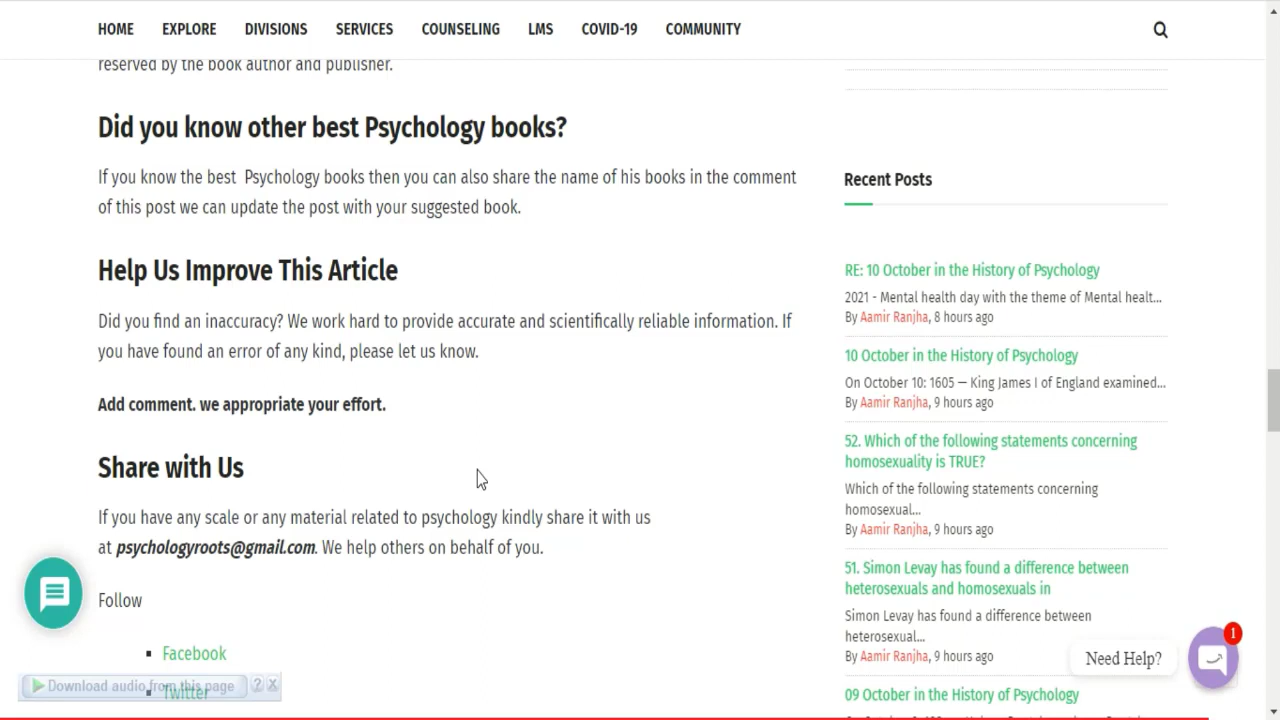 HOME EXPLORE DIVISIONS SERVICES COUNSELING LMS COVID-19 COMMUNITY
reserved by the book author and publisher.
Did you know other best Psychology books?
If you know the best Psychology books then you can also share the name of his books in the comment
of this post we can update the post with your suggested book.
Help Us Improve This Article
Did you find an inaccuracy? We work hard to provide accurate and scientifically reliable information. If
you have found an error of any kind, please let us know.
Add comment. we appropriate your effort.
Share with Us
If you have any scale or any material related to psychology kindly share it with us
at psychologyroots@gmail.com. We help others on behalf of you.
Follow
Facebook
Twitter
Download audio from this page ? X
Recent Posts
RE: 10 October in the History of Psychology
2021 - Mental health day with the theme of Mental healt...
By Aamir Ranjha, 8 hours ago
10 October in the History of Psychology
On October 10: 1605 — King James I of England examined...
By Aamir Ranjha, 9 hours ago
52. Which of the following statements concerning
homosexuality is TRUE?
Which of the following statements concerning
homosexual...
By Aamir Ranjha, 9 hours ago
51. Simon Levay has found a difference between
heterosexuals and homosexuals in
Simon Levay has found a difference between
heterosexual...
By Aamir Ranjha, 9 hours ago
09 October in the History of Psychology
Need Help?
1